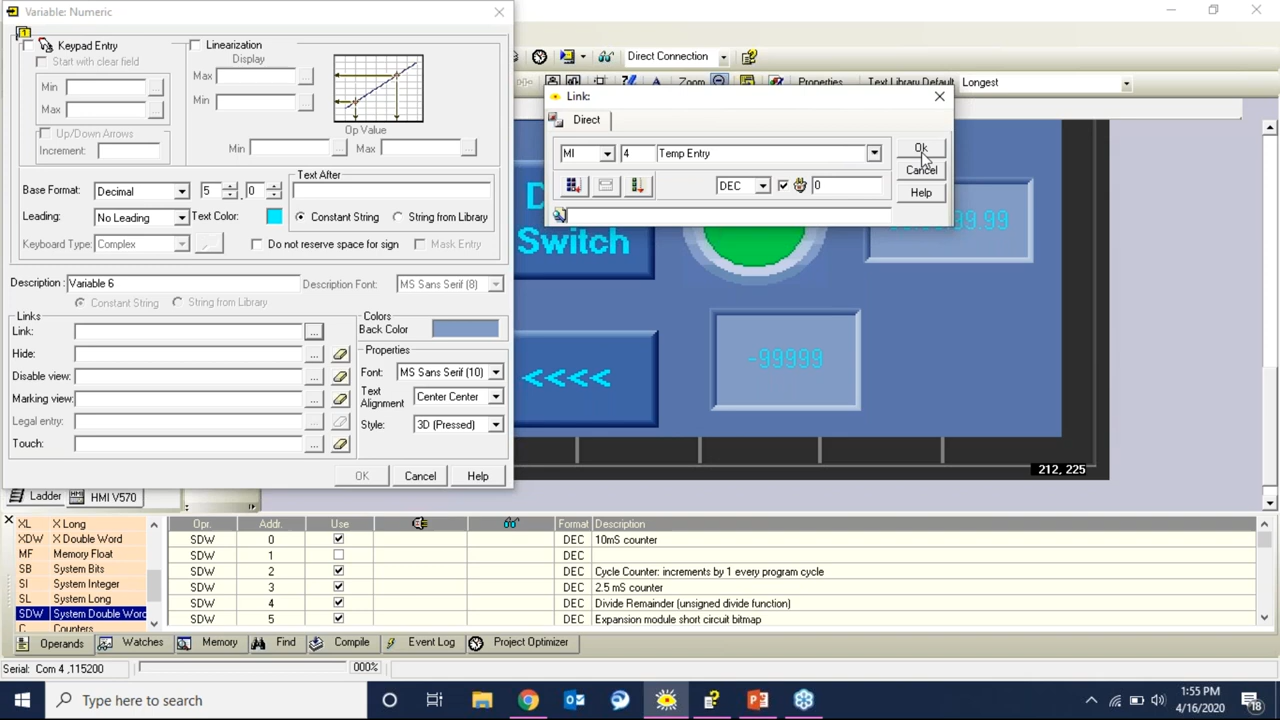 Variable: Numeric
1
Keypad Entry
Linearization
Start with clear field
Display
Min
Max
Max
Min
Up/Down Arrows
Increment:
Op Value
Min
Max
Base Format:
Decimal
5
.
0
Text After
Leading:
No Leading
Text Color:
Constant String
String from Library
Keyboard Type:
Complex
Do not reserve space for sign
Mask Entry
Description :
Variable 6
Description Font:
MS Sans Serif (8)
Constant String
String from Library
Links
Colors
Link:
...
Back Color
Hide:
...
Properties
Disable view:
...
Font:
MS Sans Serif (10)
Marking view:
...
Text Alignment
Center Center
Legal entry:
...
Style:
3D (Pressed)
Touch:
...
OK
Cancel
Help
Direct Connection
Zoom
Properties
Text Library Default
Longest
Link:
Direct
MI
4
Temp Entry
Ok
Cancel
Help
DEC
0
Switch
<<<<
-99999
212, 225
Ladder
HMI V570
XL X Long
XDW X Double Word
MF Memory Float
SB System Bits
SI System Integer
SL System Long
SDW System Double Word
C Counters
Opr. Addr. Use Format Description
SDW 0 DEC 10mS counter
SDW 1 DEC
SDW 2 DEC Cycle Counter: increments by 1 every program cycle
SDW 3 DEC 2.5 mS counter
SDW 4 DEC Divide Remainder (unsigned divide function)
SDW 5 DEC Expansion module short circuit bitmap
Operands
Watches
Memory
Find
Compile
Event Log
Project Optimizer
Serial: Com 4 ,115200
000%
Type here to search
1:55 PM
4/16/2020
18